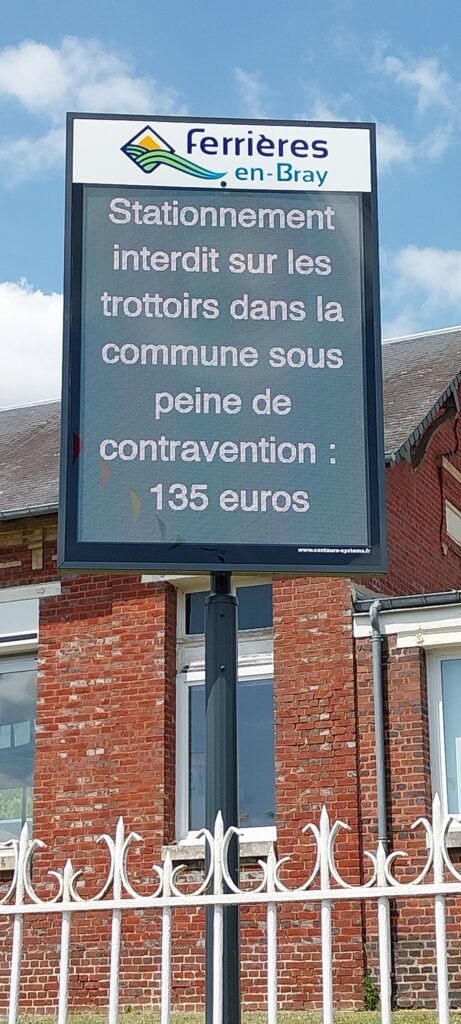 Ferrières
en-Bray
Stationnement
interdit sur les
trottoirs dans la
commune sous
peine de
contravention :
135 euros
www.centaure-systems.fr